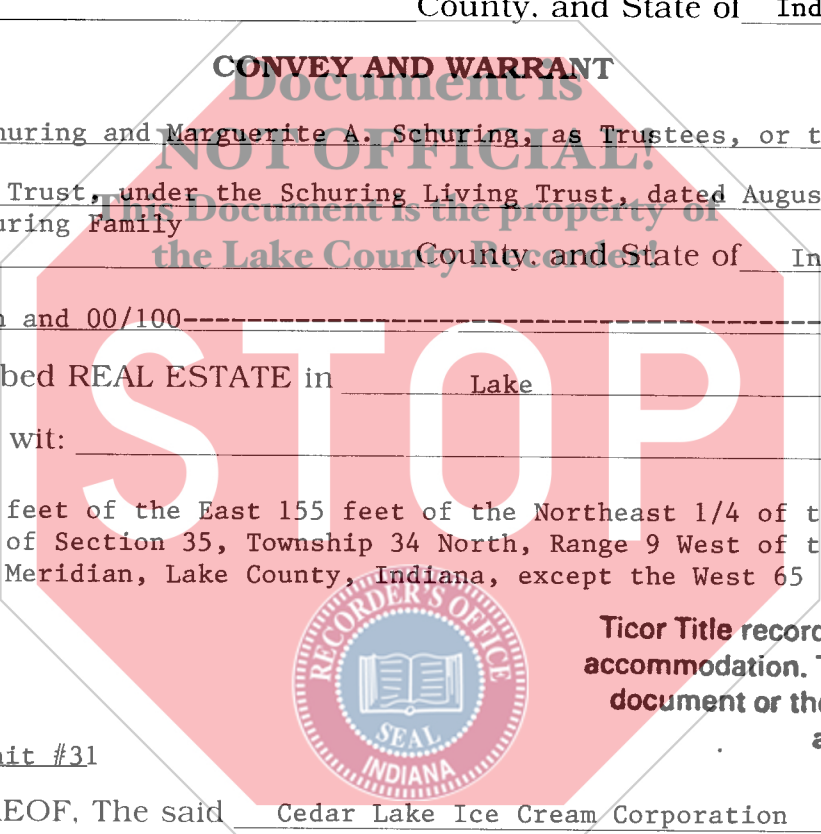 County, and State of Ind
CONVEY AND WARRANT
Document is
huring and Marguerite A. Schuring, as Trustees, or t
NOT OFFICIAL!
Trust, under the Schuring Living Trust, dated August
This Document is the property of
uring Family
the Lake County Recorder!
County, and State of In
n and 00/100--------------------------------------------
bed REAL ESTATE in Lake
wit:
STOP
feet of the East 155 feet of the Northeast 1/4 of t
of Section 35, Township 34 North, Range 9 West of t
Meridian, Lake County, Indiana, except the West 65
RECORDER'S OFFICE
SEAL
INDIANA
Ticor Title record
accommodation. T
document or the
a
nit #31
REOF, The said Cedar Lake Ice Cream Corporation